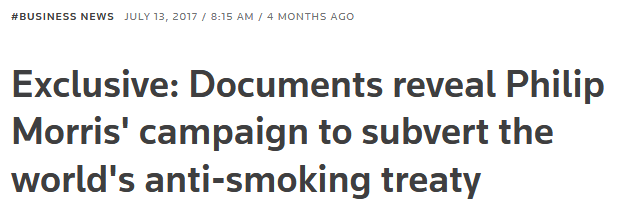 #BUSINESS NEWS JULY 13, 2017 / 8:15 AM / 4 MONTHS AGO
Exclusive: Documents reveal Philip
Morris' campaign to subvert the
world's anti-smoking treaty